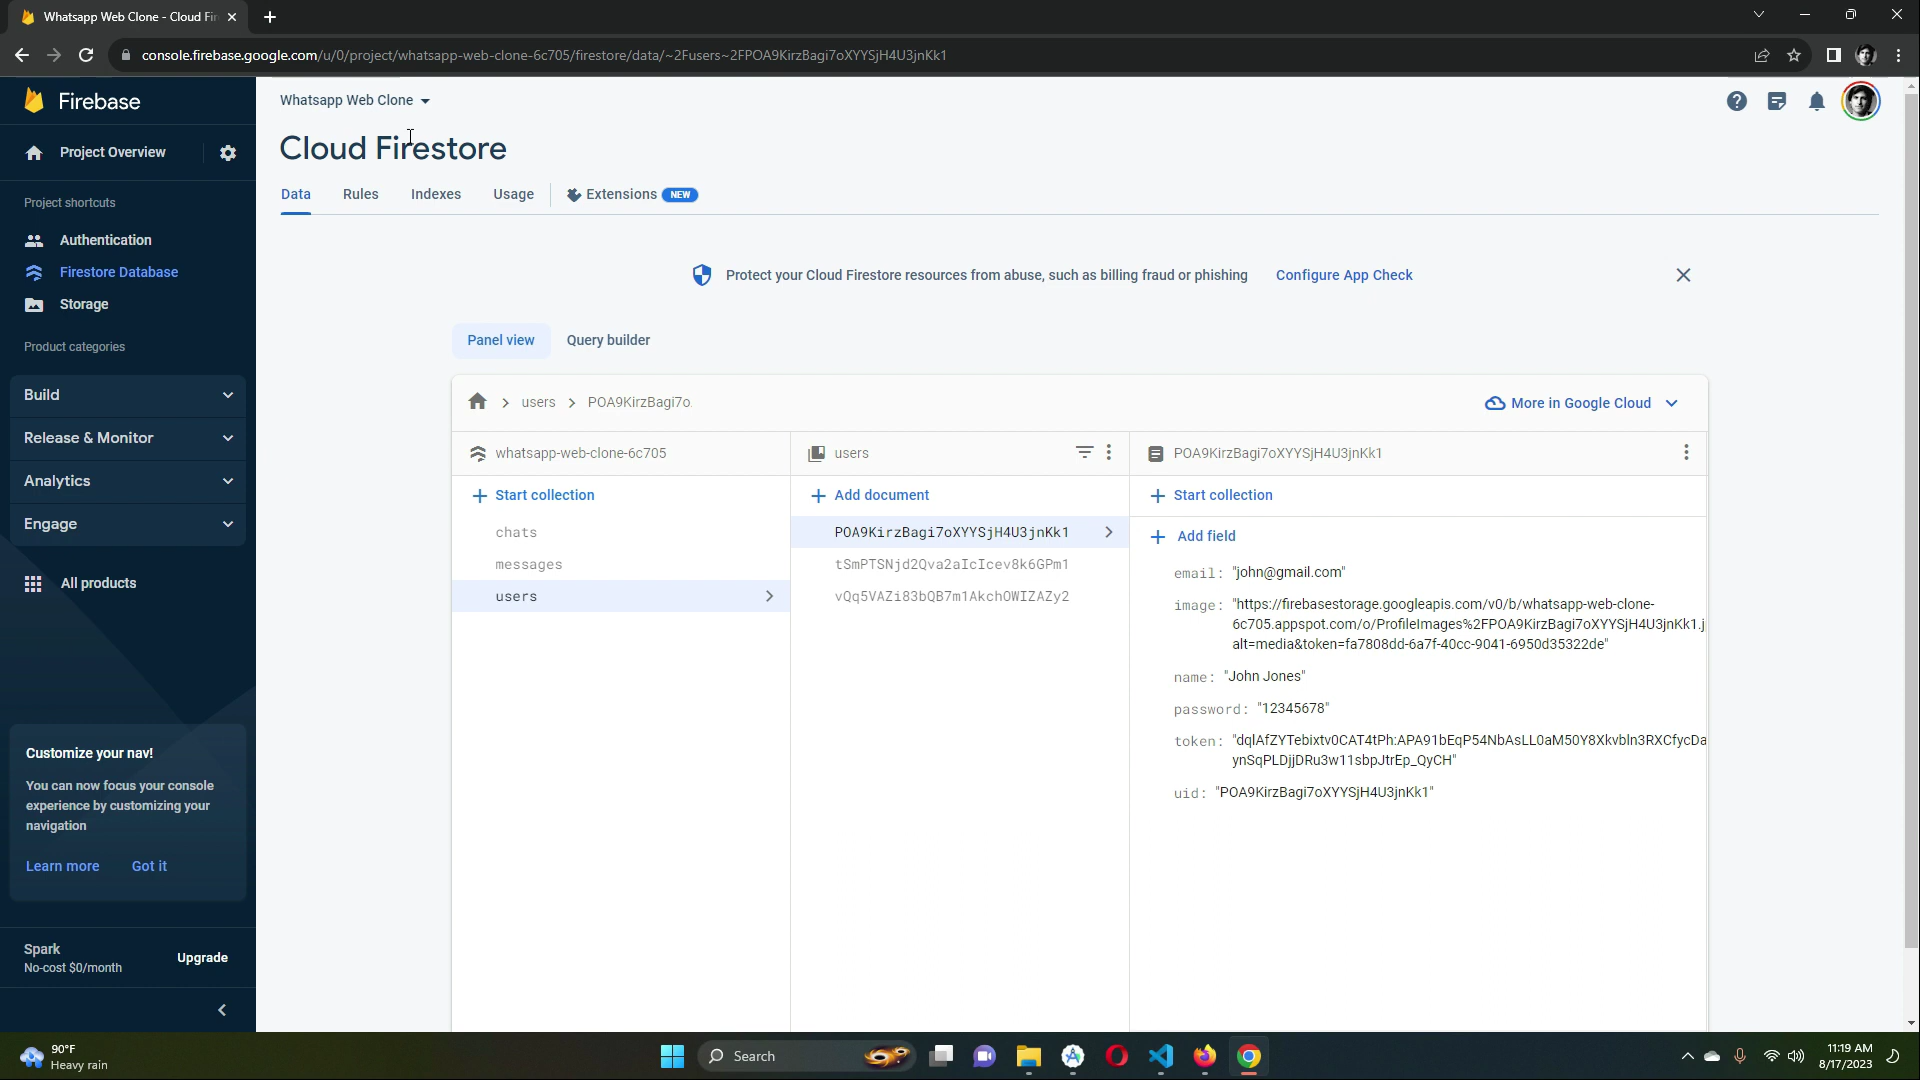 Whatsapp Web Clone - Cloud Fir
console.firebase.google.com/u/0/project/whatsapp-web-clone-6c705/firestore/data/~2Fusers~2FPOA9KirzBagi7oXYYSjH4U3jnKk1
Firebase
Whatsapp Web Clone
Cloud Firestore
Project Overview
Data Rules Indexes Usage Extensions NEW
Project shortcuts
Authentication
Firestore Database
Storage
Product categories
Build
Release & Monitor
Analytics
Engage
All products
Customize your nav!
You can now focus your console
experience by customizing your
navigation
Learn more Got it
Spark
No-cost $0/month
Upgrade
Protect your Cloud Firestore resources from abuse, such as billing fraud or phishing Configure App Check
Panel view Query builder
users POA9KirzBagi7o
More in Google Cloud
whatsapp-web-clone-6c705
Start collection
chats
messages
users
users
Add document
POA9KirzBagi7oXYYSjH4U3jnKk1
tSmPTSNjd2Qva2aIcIcev8k6GPm1
vQq5VAZi83bQB7m1AkchOWIZAZy2
POA9KirzBagi7oXYYSjH4U3jnKk1
Start collection
Add field
email: "john@gmail.com"
image: "https://firebasestorage.googleapis.com/v0/b/whatsapp-web-clone-
6c705.appspot.com/o/ProfileImages%2FPOA9KirzBagi7oXYYSjH4U3jnKk1.j
alt=media&token=fa7808dd-6a7f-40cc-9041-6950d35322de"
name: "John Jones"
password: "12345678"
token: "dqlAfZYTebixtv0CAT4tPh:APA91bEqP54NbAsLL0aM50Y8Xkvbln3RXCfycDa
ynSqPLDjjDRu3w11sbpJtrEp_QyCH"
uid: "POA9KirzBagi7oXYYSjH4U3jnKk1"
90°F
Heavy rain
Search
11:19 AM
8/17/2023